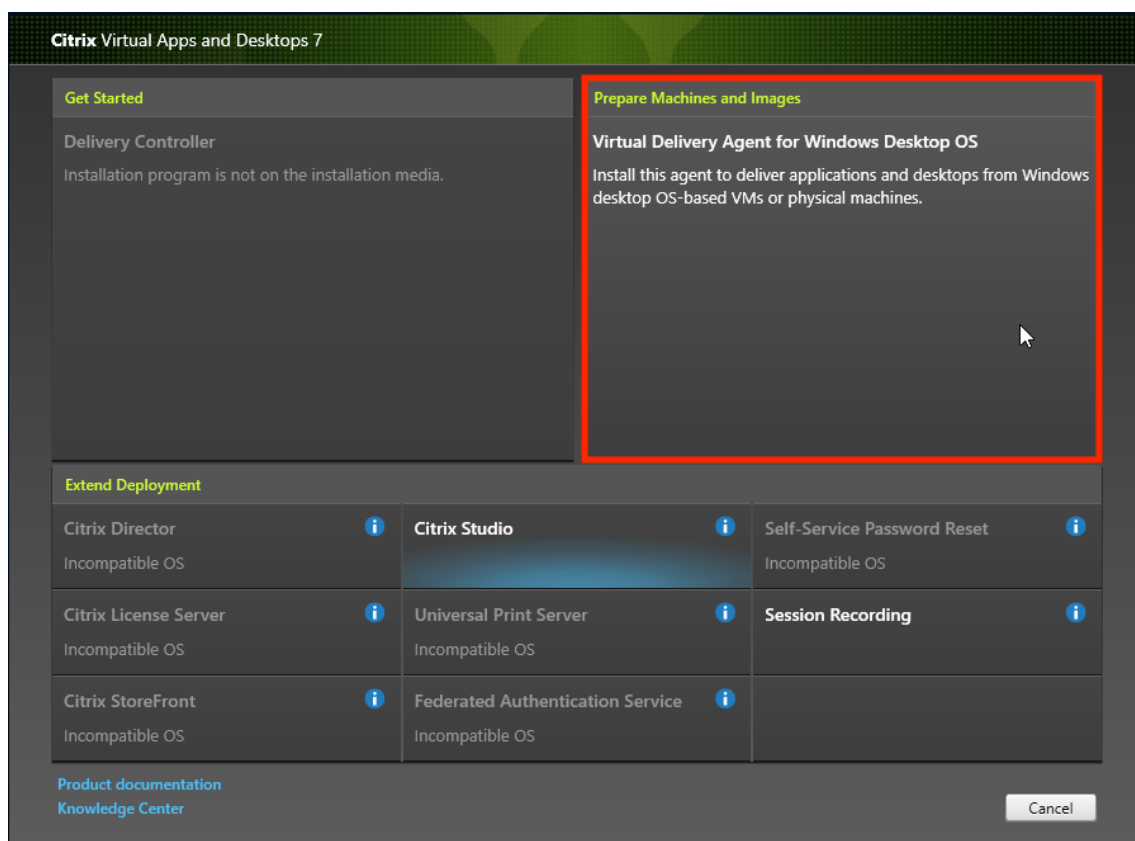 Citrix Virtual Apps and Desktops 7
Get Started
Delivery Controller
Installation program is not on the installation media.
Prepare Machines and Images
Virtual Delivery Agent for Windows Desktop OS
Install this agent to deliver applications and desktops from Windows
desktop OS-based VMs or physical machines.
Extend Deployment
Citrix Director
Incompatible OS
Citrix Studio
Self-Service Password Reset
Incompatible OS
Citrix License Server
Incompatible OS
Universal Print Server
Incompatible OS
Session Recording
Citrix StoreFront
Incompatible OS
Federated Authentication Service
Incompatible OS
Product documentation
Knowledge Center
Cancel